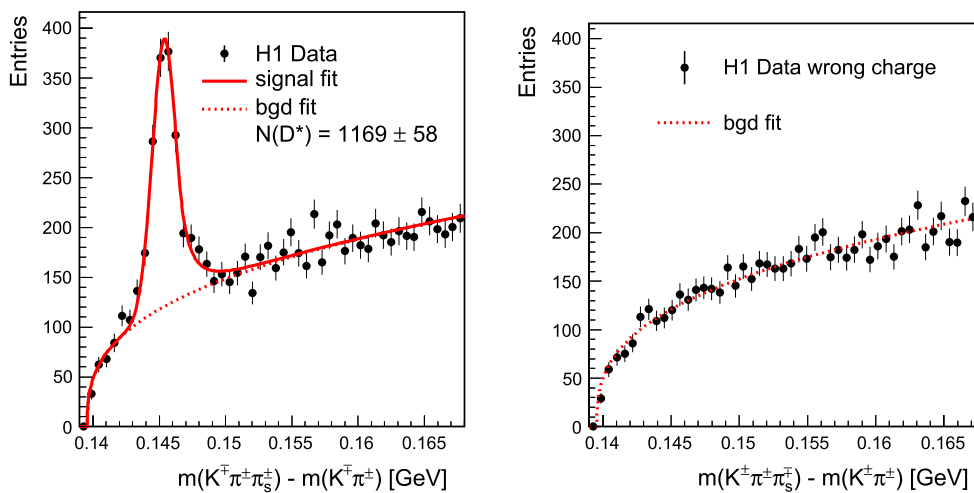 Entries
400
350
300
250
200
150
100
50
0
H1 Data
signal fit
bgd fit
N(D*) = 1169 ± 58
0.14 0.145 0.15 0.155 0.16 0.165
m(K∓π±πs±) - m(K∓π±) [GeV]
Entries
400
350
300
250
200
150
100
50
0
H1 Data wrong charge
bgd fit
0.14 0.145 0.15 0.155 0.16 0.165
m(K±π±πs∓) - m(K±π±) [GeV]